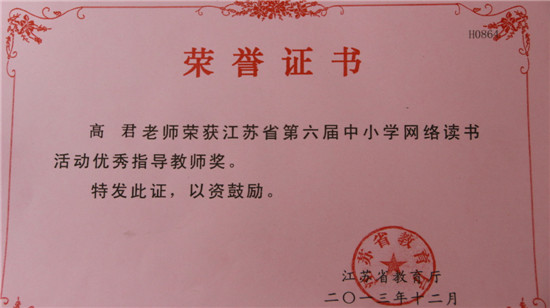 H0864
荣誉证书
高 君老师荣获江苏省第六届中小学网络读书
活动优秀指导教师奖。
特发此证，以资鼓励。
江苏省教育厅
江苏省教育厅
二〇一三年十二月